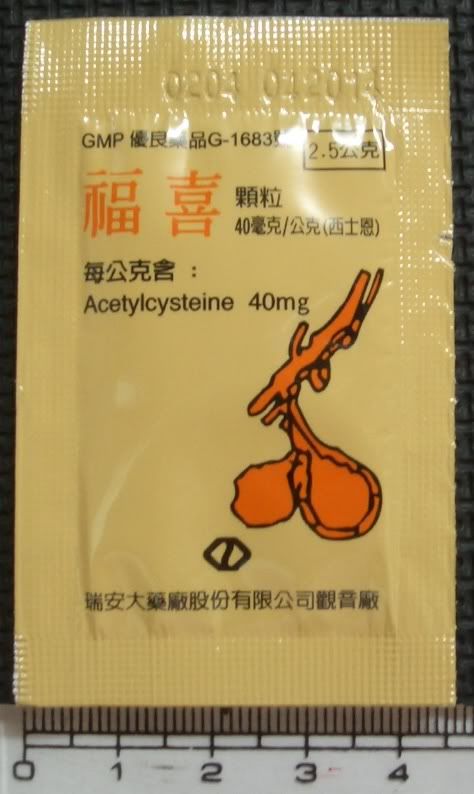 GMP 優良藥品G-1683號
2.5公克
福喜 顆粒
40毫克/公克(西士恩)
每公克含：
Acetylcysteine 40mg
瑞安大藥廠股份有限公司觀音廠
0 1 2 3 4